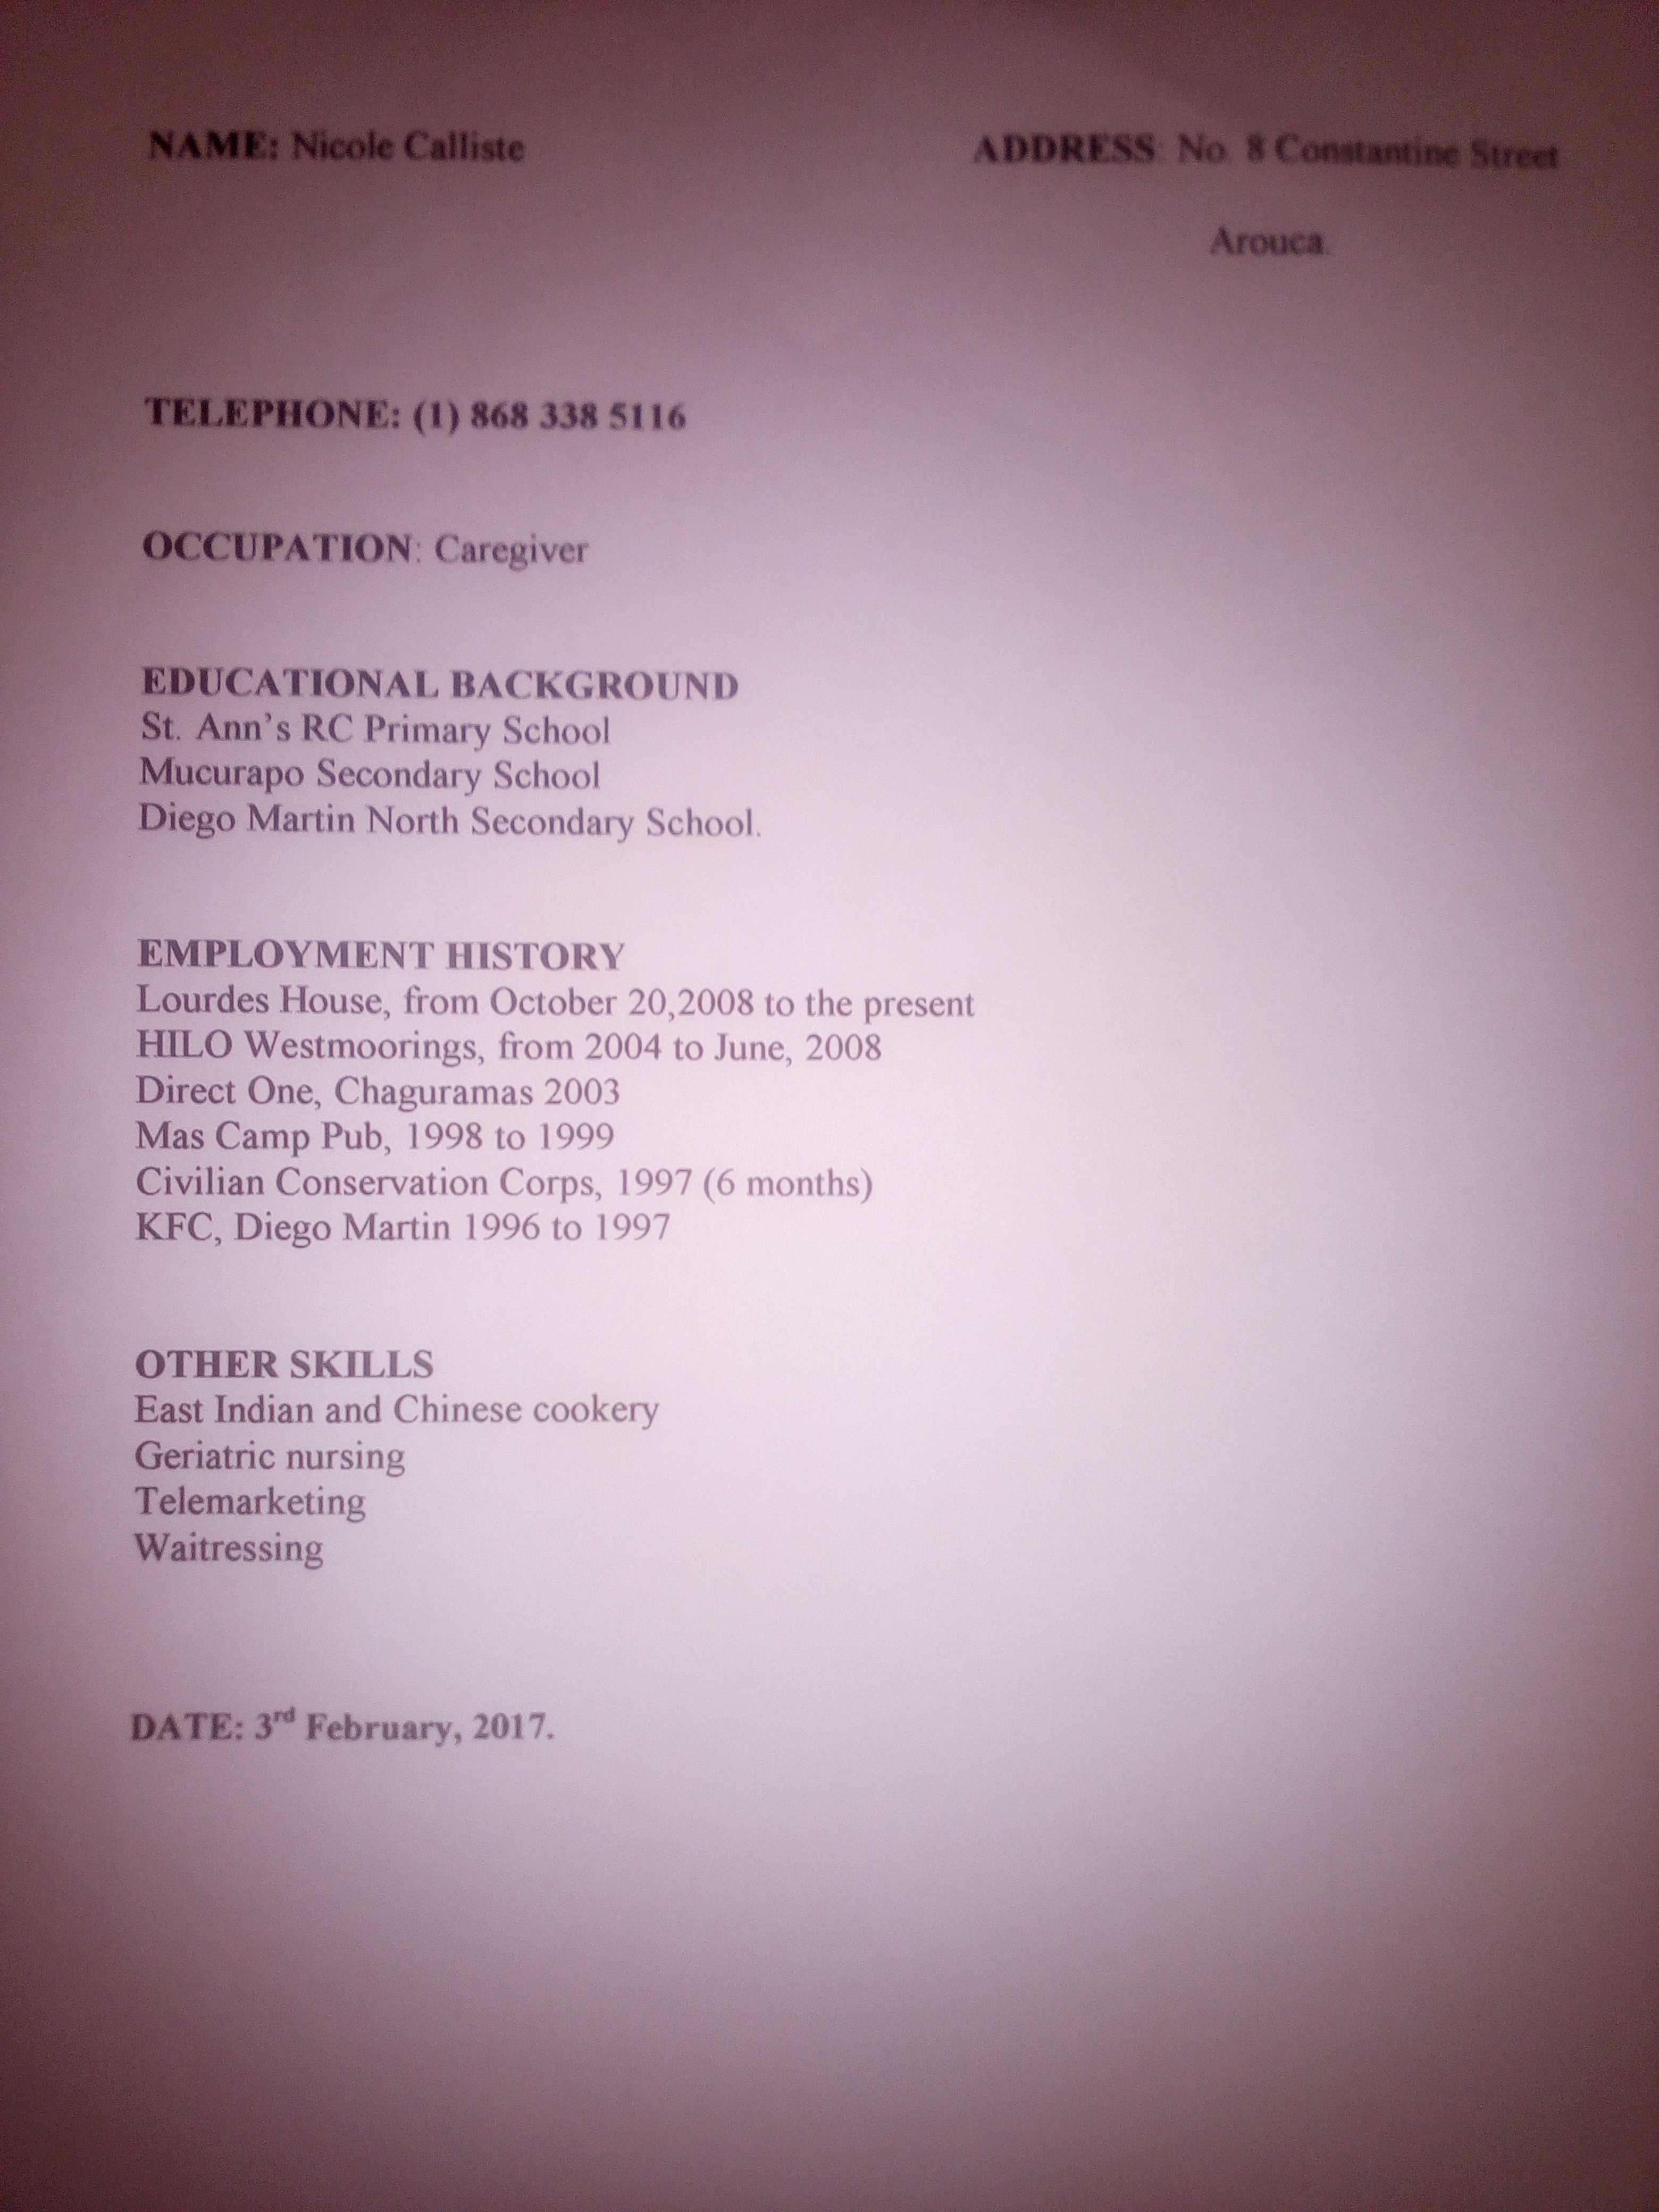 NAME: Nicole Calliste ADDRESS: No. 8 Constantine Street
Arouca.
TELEPHONE: (1) 868 338 5116
OCCUPATION: Caregiver
EDUCATIONAL BACKGROUND
St. Ann's RC Primary School
Mucurapo Secondary School
Diego Martin North Secondary School.
EMPLOYMENT HISTORY
Lourdes House, from October 20,2008 to the present
HILO Westmoorings, from 2004 to June, 2008
Direct One, Chaguramas 2003
Mas Camp Pub, 1998 to 1999
Civilian Conservation Corps, 1997 (6 months)
KFC, Diego Martin 1996 to 1997
OTHER SKILLS
East Indian and Chinese cookery
Geriatric nursing
Telemarketing
Waitressing
DATE: 3rd February, 2017.